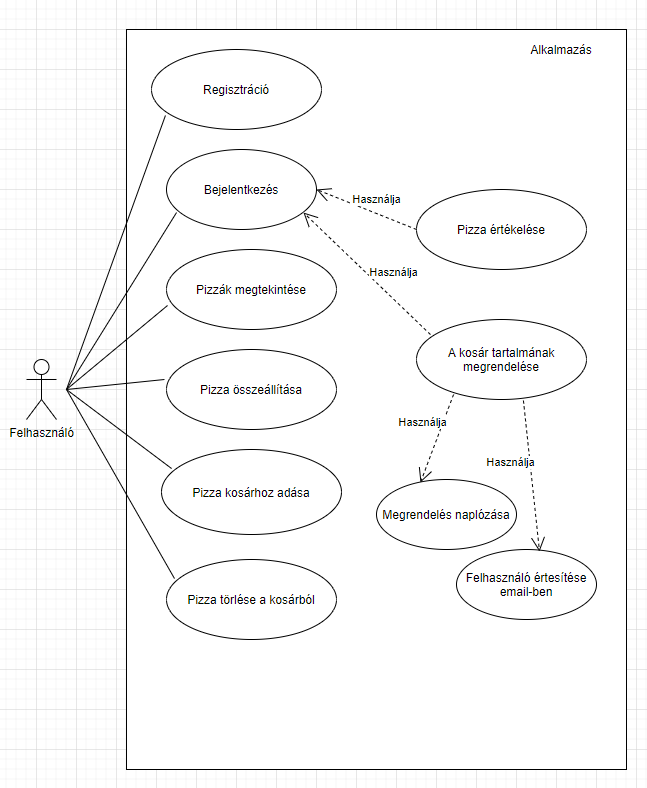 Alkalmazás
Regisztráció
Bejelentkezés
Használja
Pizza értékelése
Használja
Pizzák megtekintése
A kosár tartalmának
megrendelése
Pizza összeállítása
Felhasználó
Használja
Használja
Pizza kosárhoz adása
Megrendelés naplózása
Felhasználó értesítése
email-ben
Pizza törlése a kosárból